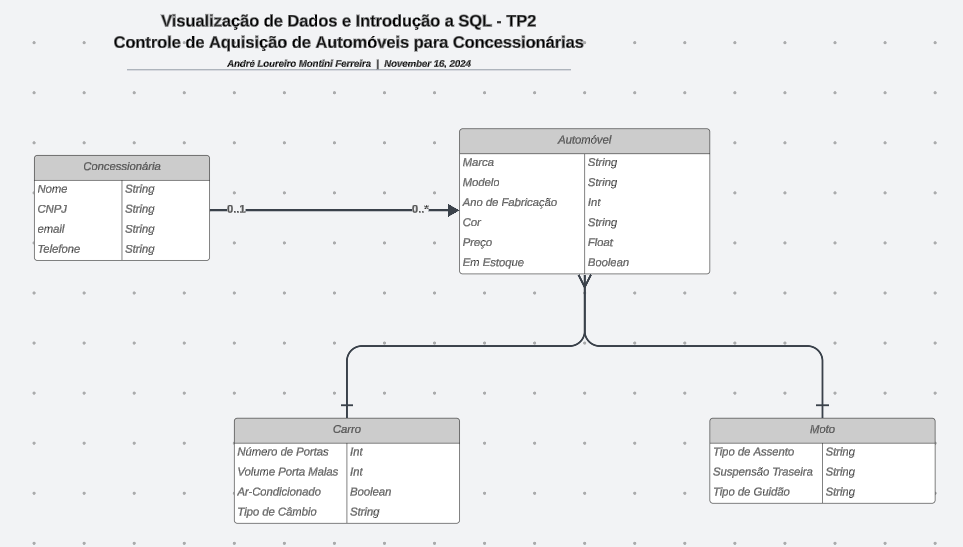 Visualização de Dados e Introdução a SQL - TP2
Controle de Aquisição de Automóveis para Concessionárias
André Loureiro Montini Ferreira | November 16, 2024
Concessionária
Nome String
CNPJ String
email String
Telefone String
0..1 0..*
Automóvel
Marca String
Modelo String
Ano de Fabricação Int
Cor String
Preço Float
Em Estoque Boolean
Carro
Número de Portas Int
Volume Porta Malas Int
Ar-Condicionado Boolean
Tipo de Câmbio String
Moto
Tipo de Assento String
Suspensão Traseira String
Tipo de Guidão String